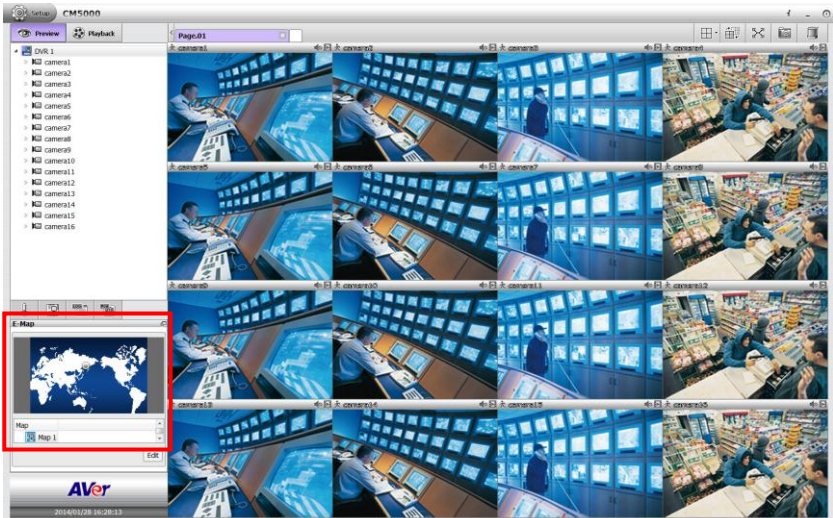 Setup CM5000
Preview Playback Page.01
DVR 1
camera1
camera2
camera3
camera4
camera5
camera6
camera7
camera8
camera9
camera10
camera11
camera12
camera13
camera14
camera15
camera16
camera1 camera2 camera3 camera4
camera5 camera6 camera7 camera8
camera9 camera10 camera11 camera12
camera13 camera14 camera15 camera16
E-Map
Map
Map 1
Edit
AVer
2014/01/28 16:28:13